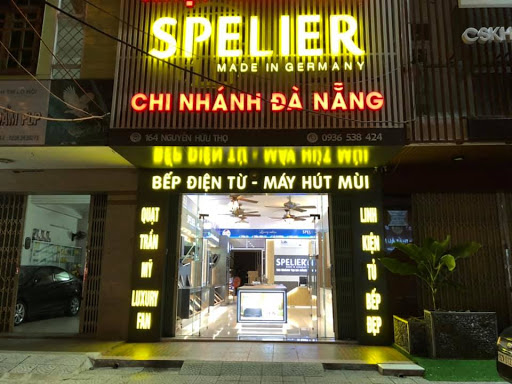 SPELIER
MADE IN GERMANY
CHI NHÁNH ĐÀ NẴNG
164 NGUYỄN HỮU THỌ
0936 538 424
BẾP ĐIỆN TỪ - MÁY HÚT MÙI
QUẠT
TRẦN
MỸ
LUXURY
FAN
LINH
KIỆN
TỦ
BẾP
ĐẸP
SPELIER